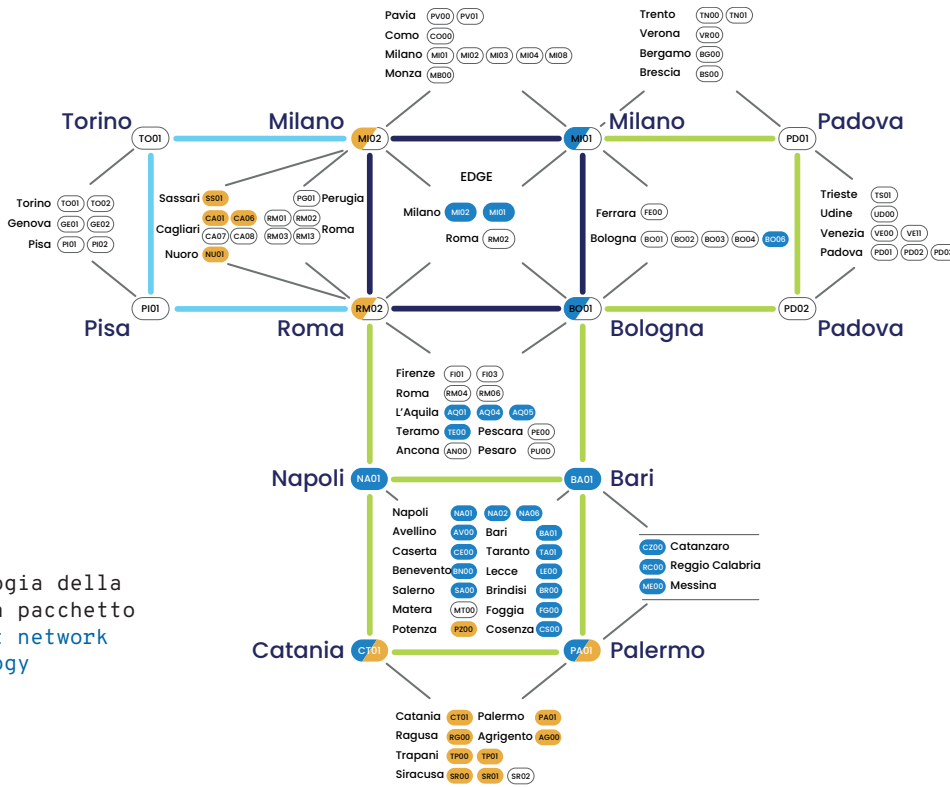 Pavia PV00 PV01
Como CO00
Milano MI01 MI02 MI03 MI04 MI08
Monza MB00
Trento TN00 TN01
Verona VR00
Bergamo BG00
Brescia BS00
Torino TO01
Milano MI02
MI01 Milano
PD01 Padova
EDGE
Milano MI02 MI01
Roma RM02
Sassari SS01
Cagliari CA01 CA06
CA07 CA08
Nuoro NU01
PG01 Perugia
RM01 RM02 Roma
RM03 RM13
Torino TO01 TO02
Genova GE01 GE02
Pisa PI01 PI02
Ferrara FE00
Bologna BO01 BO02 BO03 BO04 BO06
Trieste TS01
Udine UD00
Venezia VE00 VE11
Padova PD01 PD02
PI01 Pisa
Roma RM02
BO01 Bologna
PD02 Padova
Firenze FI01 FI03
Roma RM04 RM06
L'Aquila AQ01 AQ04 AQ05
Teramo TE00 Pescara PE00
Ancona AN00 Pesaro PU00
Napoli NA01
BA01 Bari
Napoli NA01 NA02 NA06
Avellino AV00 Bari BA01
Caserta CE00 Taranto TA01
Benevento BN00 Lecce LE00
Salerno SA00 Brindisi BR00
Matera MT00 Foggia FG00
Potenza PZ00 Cosenza CS00
CZ00 Catanzaro
RC00 Reggio Calabria
ME00 Messina
ogia della
a pacchetto
t network
ogy
Catania CT01
PA01 Palermo
Catania CT01 Palermo PA01
Ragusa RG00 Agrigento AG00
Trapani TP00 TP01
Siracusa SR00 SR01 SR02